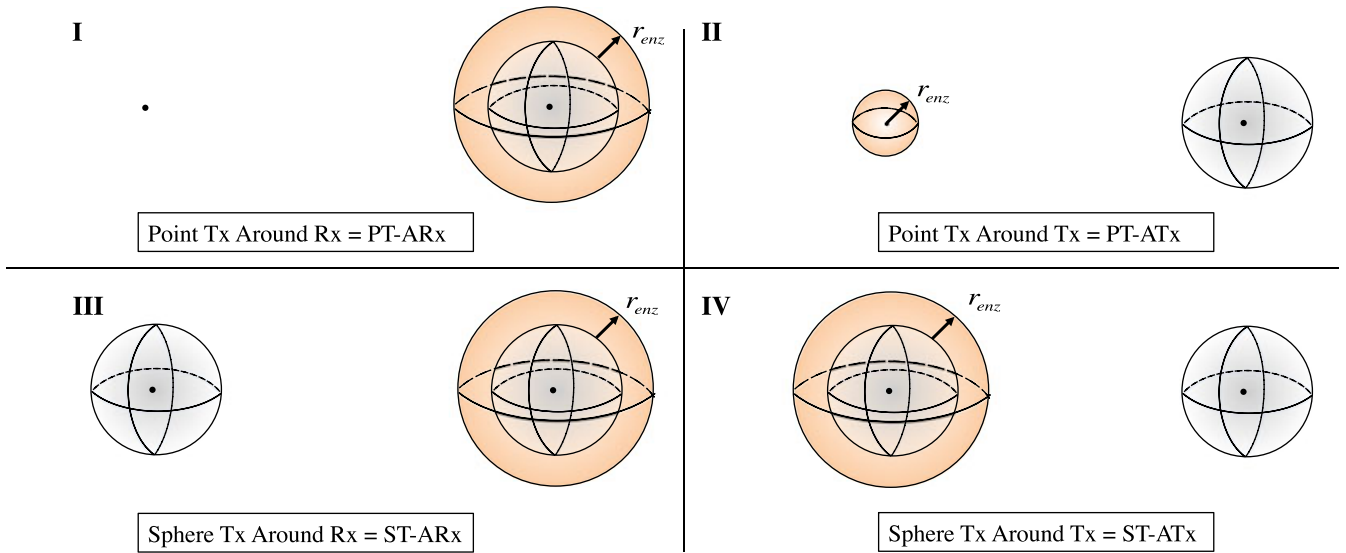 I
r_enz
Point Tx Around Rx = PT-ARx
II
r_enz
Point Tx Around Tx = PT-ATx
III
r_enz
Sphere Tx Around Rx = ST-ARx
IV
r_enz
Sphere Tx Around Tx = ST-ATx